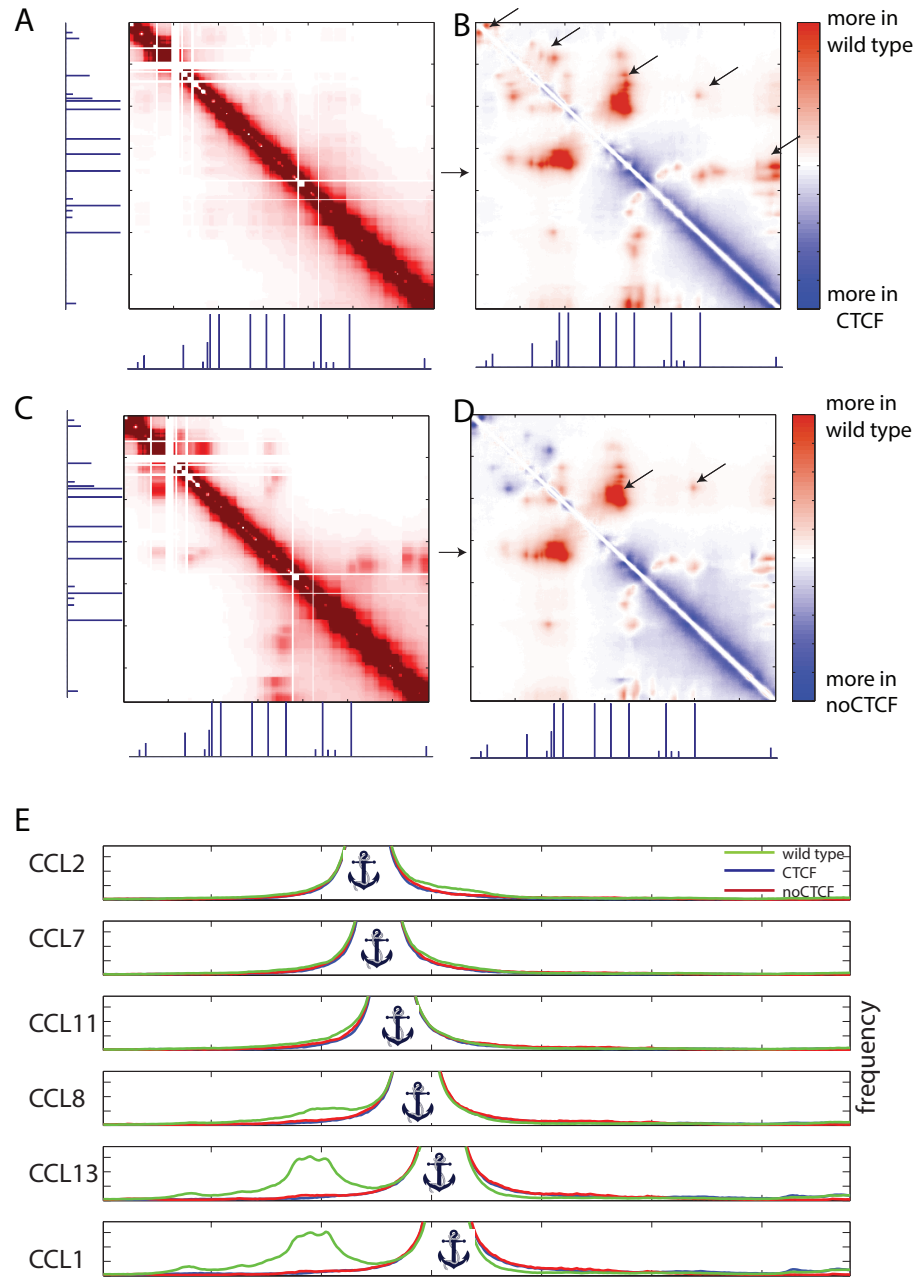 A
B
more in
wild type
more in
CTCF
C
D
more in
wild type
more in
noCTCF
E
CCL2
wild type
CTCF
noCTCF
CCL7
CCL11
CCL8
CCL13
CCL1
frequency